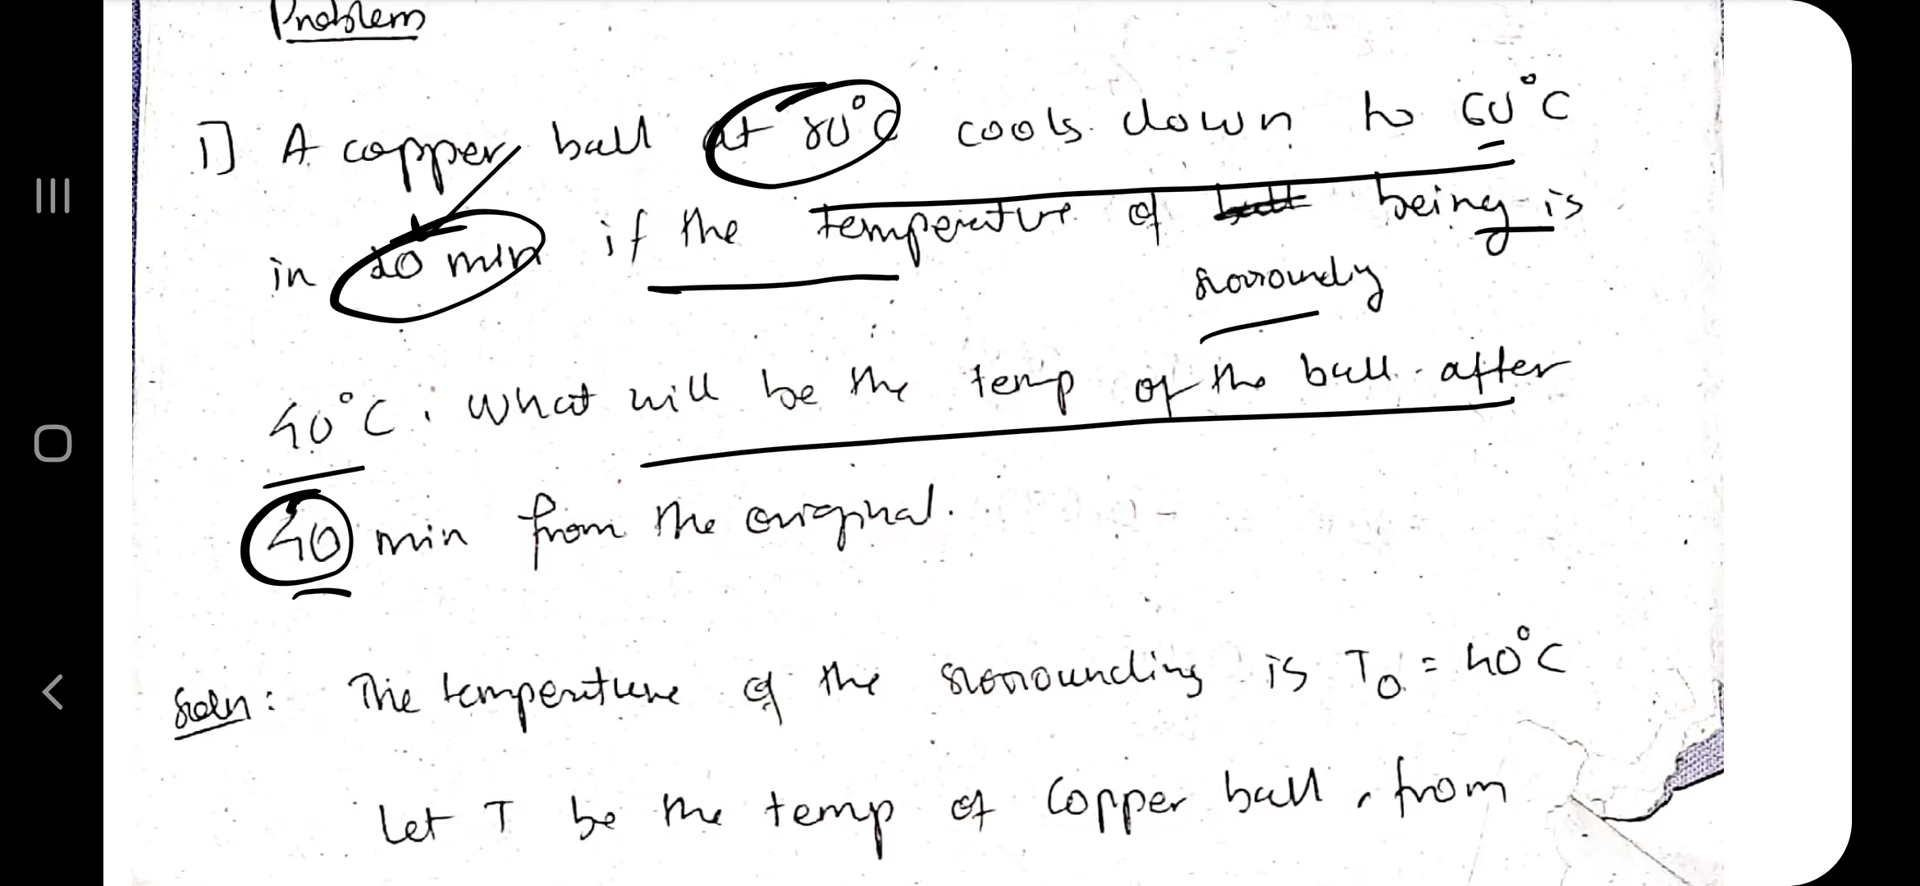 Problem
1] A copper ball at 80°C cools down to 60°C
in 20 min if the temperature of being is
surrounding
40°C. What will be the temp of the ball after
40 min from the original.
Soln: The temperature of the surrounding is T₀ = 40°C
Let T be the temp of Copper ball, from